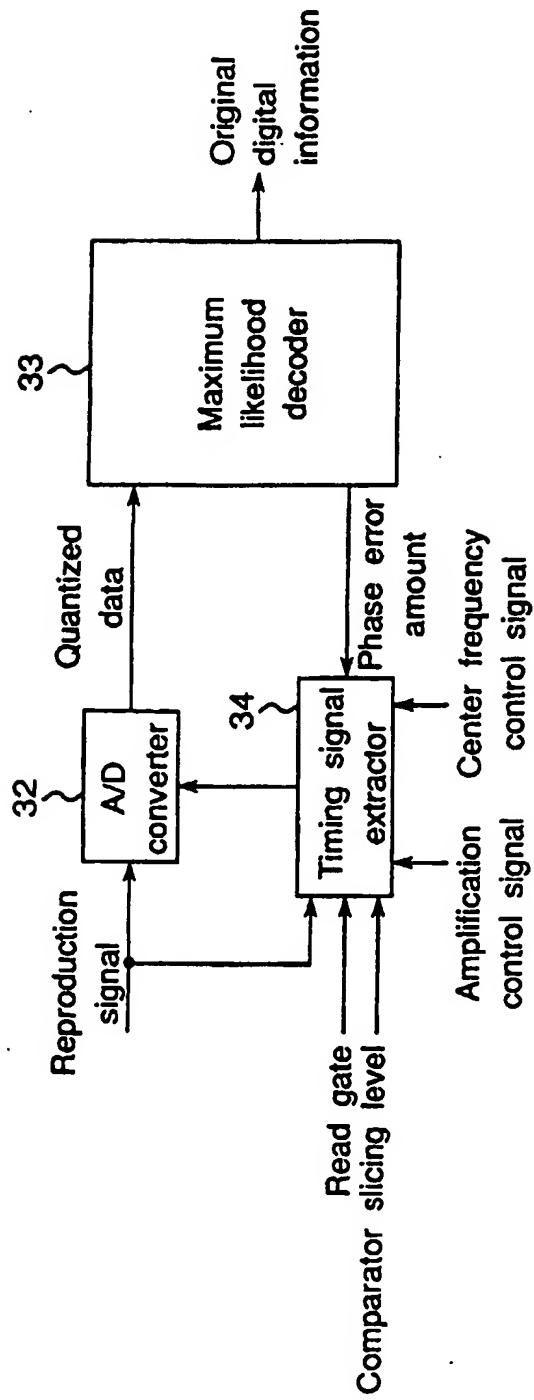 Reproduction
signal
32
A/D
converter
Quantized
data
33
Maximum
likelihood
decoder
Original
digital
information
34
Timing signal
extractor
Phase error
amount
Read gate
Comparator slicing level
Amplification
control signal
Center frequency
control signal